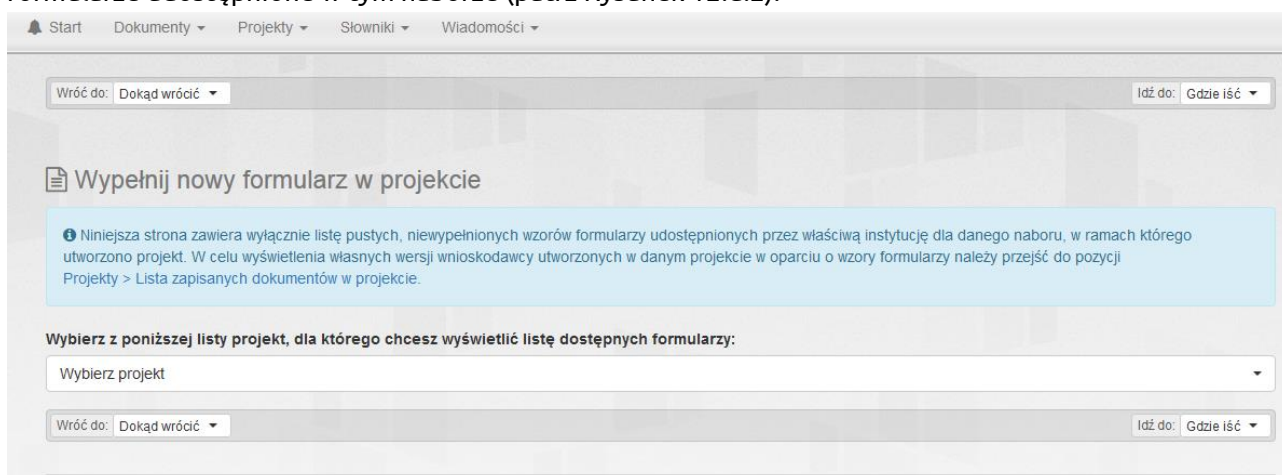 Start Dokumenty Projekty Słowniki Wiadomości
Wróć do: Dokąd wrócić Idź do: Gdzie iść
Wypełnij nowy formularz w projekcie
Niniejsza strona zawiera wyłącznie listę pustych, niewypełnionych wzorów formularzy udostępnionych przez właściwą instytucję dla danego naboru, w ramach którego
utworzono projekt. W celu wyświetlenia własnych wersji wnioskodawcy utworzonych w danym projekcie w oparciu o wzory formularzy należy przejść do pozycji
Projekty > Lista zapisanych dokumentów w projekcie.
Wybierz z poniższej listy projekt, dla którego chcesz wyświetlić listę dostępnych formularzy:
Wybierz projekt
Wróć do: Dokąd wrócić Idź do: Gdzie iść